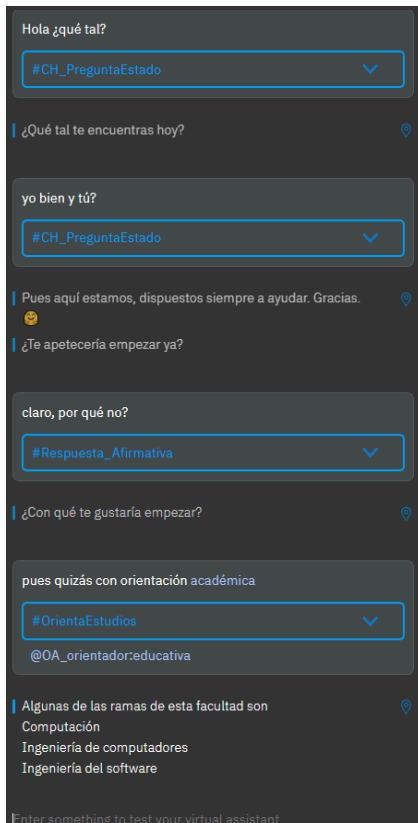 Hola ¿qué tal?
#CH_PreguntaEstado
¿Qué tal te encuentras hoy?
yo bien y tú?
#CH_PreguntaEstado
Pues aquí estamos, dispuestos siempre a ayudar. Gracias.
🤗
¿Te apetecería empezar ya?
claro, por qué no?
#Respuesta_Afirmativa
¿Con qué te gustaría empezar?
pues quizás con orientación académica
#OrientaEstudios
@OA_orientador:educativa
Algunas de las ramas de esta facultad son
Computación
Ingeniería de computadores
Ingeniería del software
Enter something to test your virtual assistant